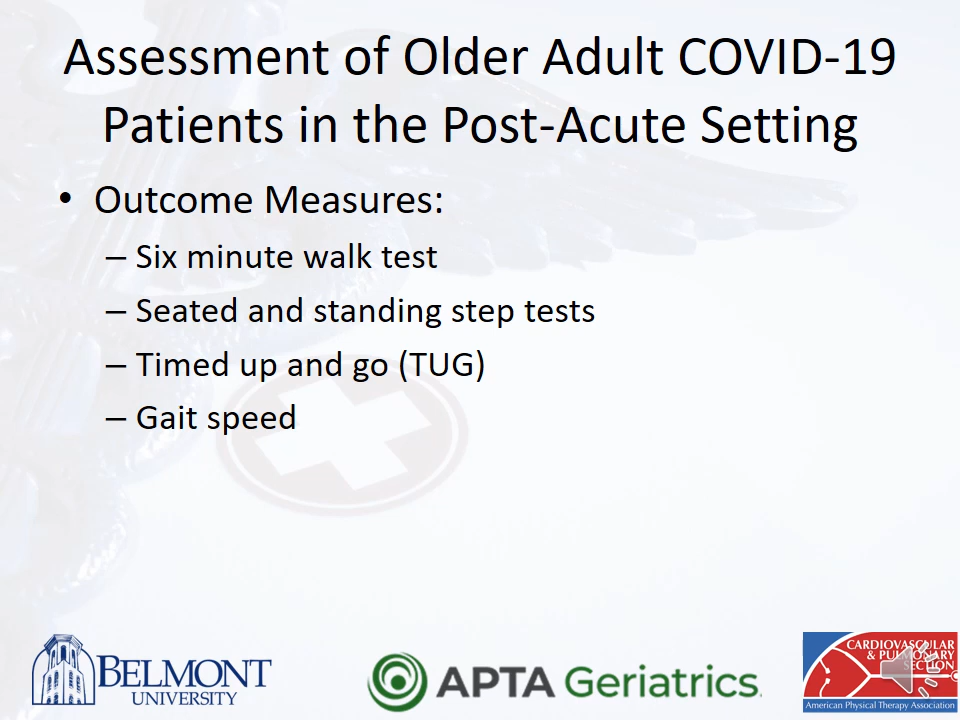 Assessment of Older Adult COVID-19
Patients in the Post-Acute Setting
• Outcome Measures:
– Six minute walk test
– Seated and standing step tests
– Timed up and go (TUG)
– Gait speed
BELMONT
UNIVERSITY
APTA Geriatrics.
CARDIOVASCULAR
& PULMONARY
SECTION
American Physical Therapy Association